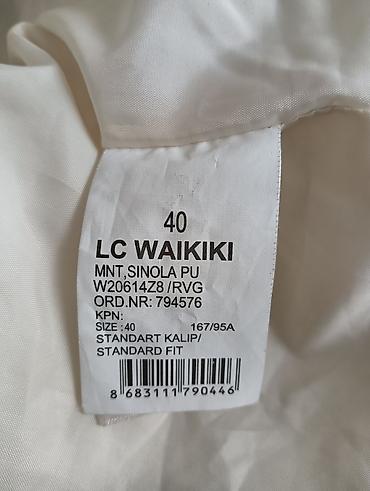 40
LC WAIKIKI
MNT,SINOLA PU
W20614Z8 /RVG
ORD.NR: 794576
KPN:
SIZE :40 167/95A
STANDART KALIP/
STANDARD FIT
8 683111 790446